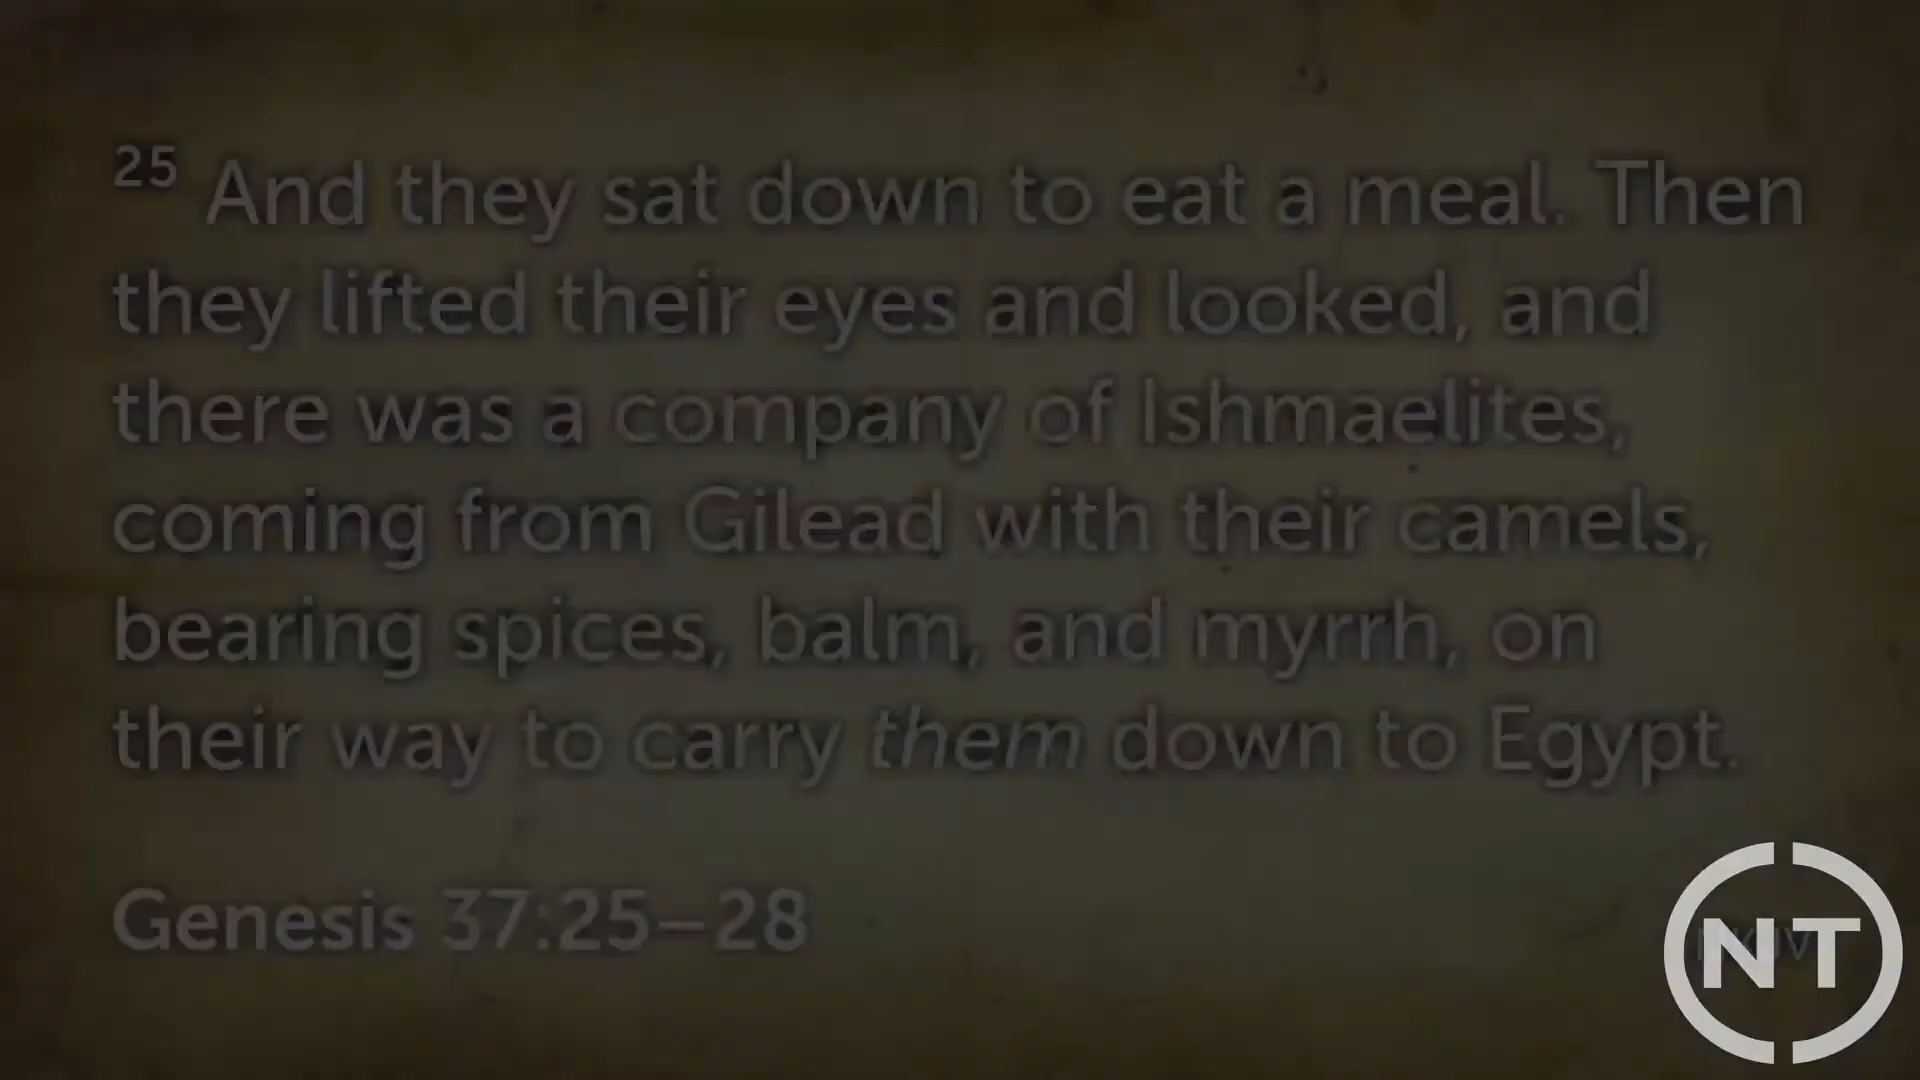 25 And they sat down to eat a meal. Then
they lifted their eyes and looked, and
there was a company of Ishmaelites,
coming from Gilead with their camels,
bearing spices, balm, and myrrh, on
their way to carry them down to Egypt.
Genesis 37:25–28
NKJV
NT